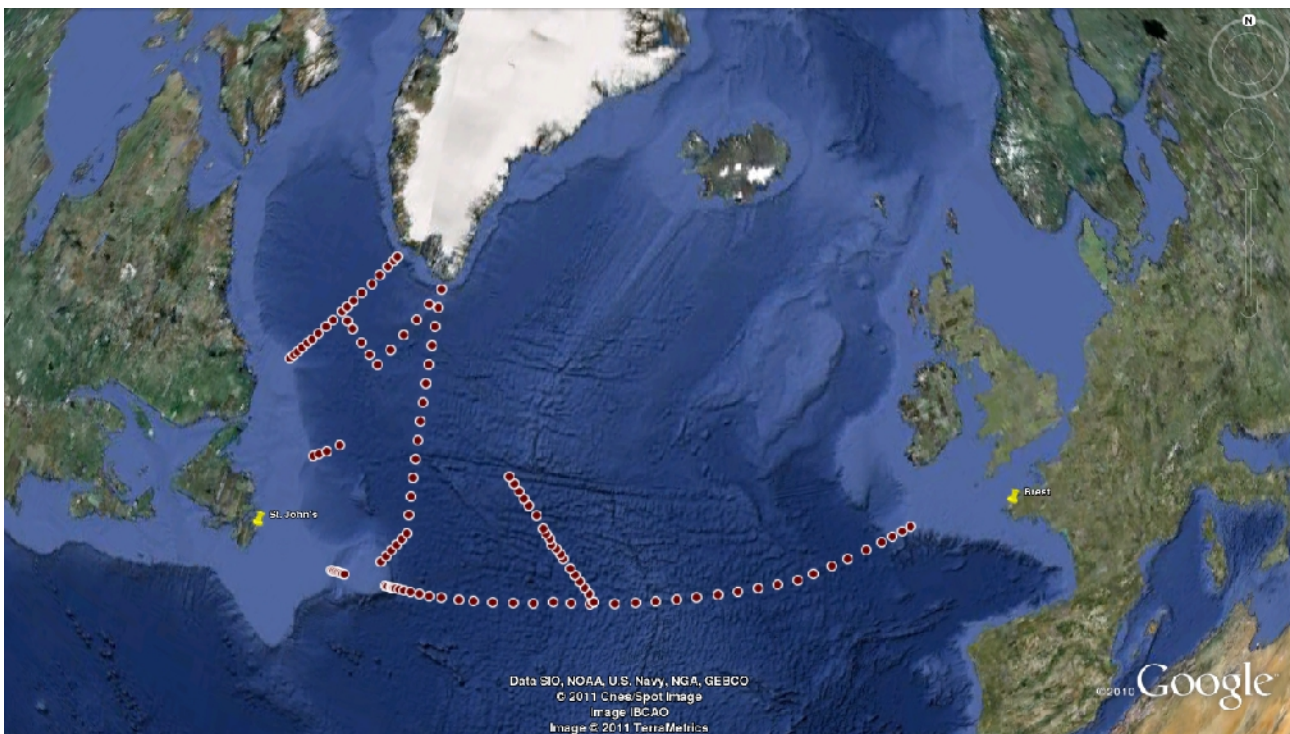 N
St. John's
Brest
Data SIO, NOAA, U.S. Navy, NGA, GEBCO
© 2011 Cnes/Spot Image
Image IBCAO
Image © 2011 TerraMetrics
©2010 Google